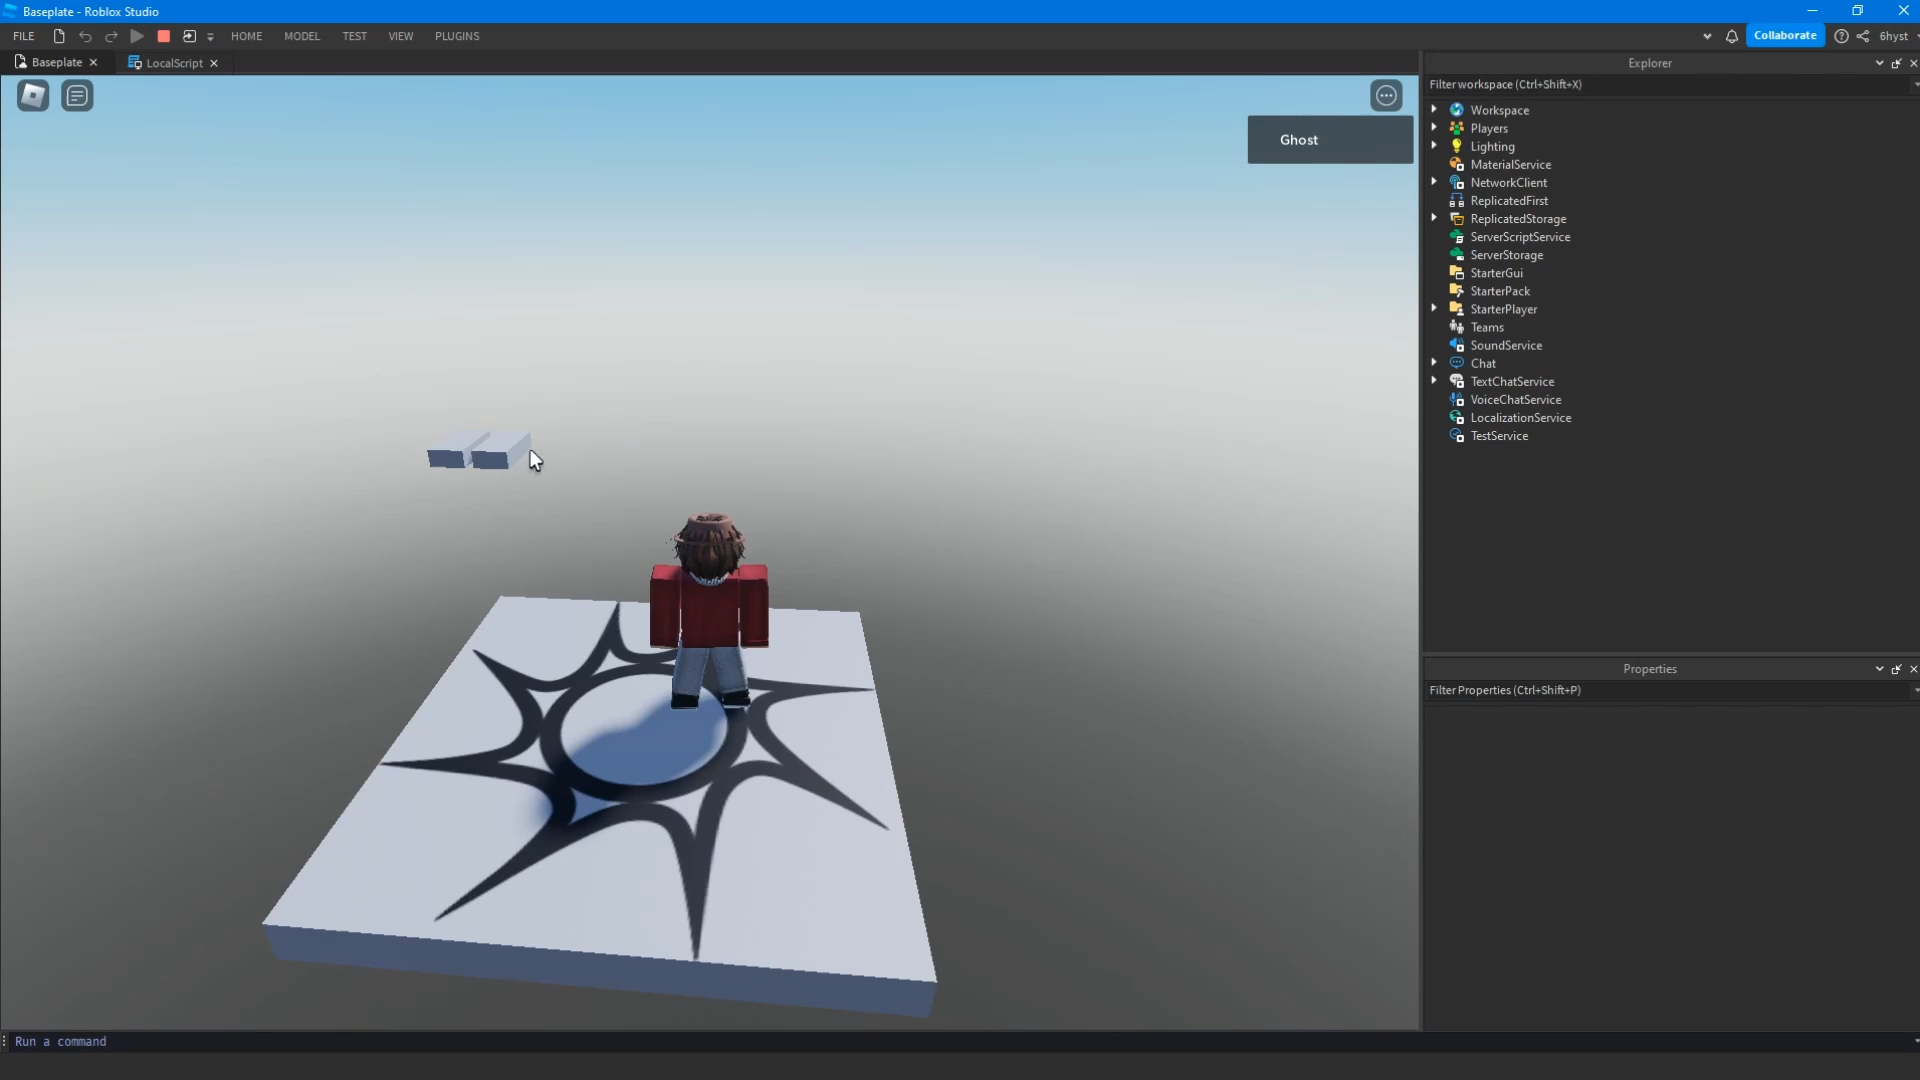 Baseplate - Roblox Studio
FILE HOME MODEL TEST VIEW PLUGINS Collaborate 6hyst
Baseplate LocalScript
Ghost
Explorer
Filter workspace (Ctrl+Shift+X)
Workspace
Players
Lighting
MaterialService
NetworkClient
ReplicatedFirst
ReplicatedStorage
ServerScriptService
ServerStorage
StarterGui
StarterPack
StarterPlayer
Teams
SoundService
Chat
TextChatService
VoiceChatService
LocalizationService
TestService
Properties
Filter Properties (Ctrl+Shift+P)
Run a command